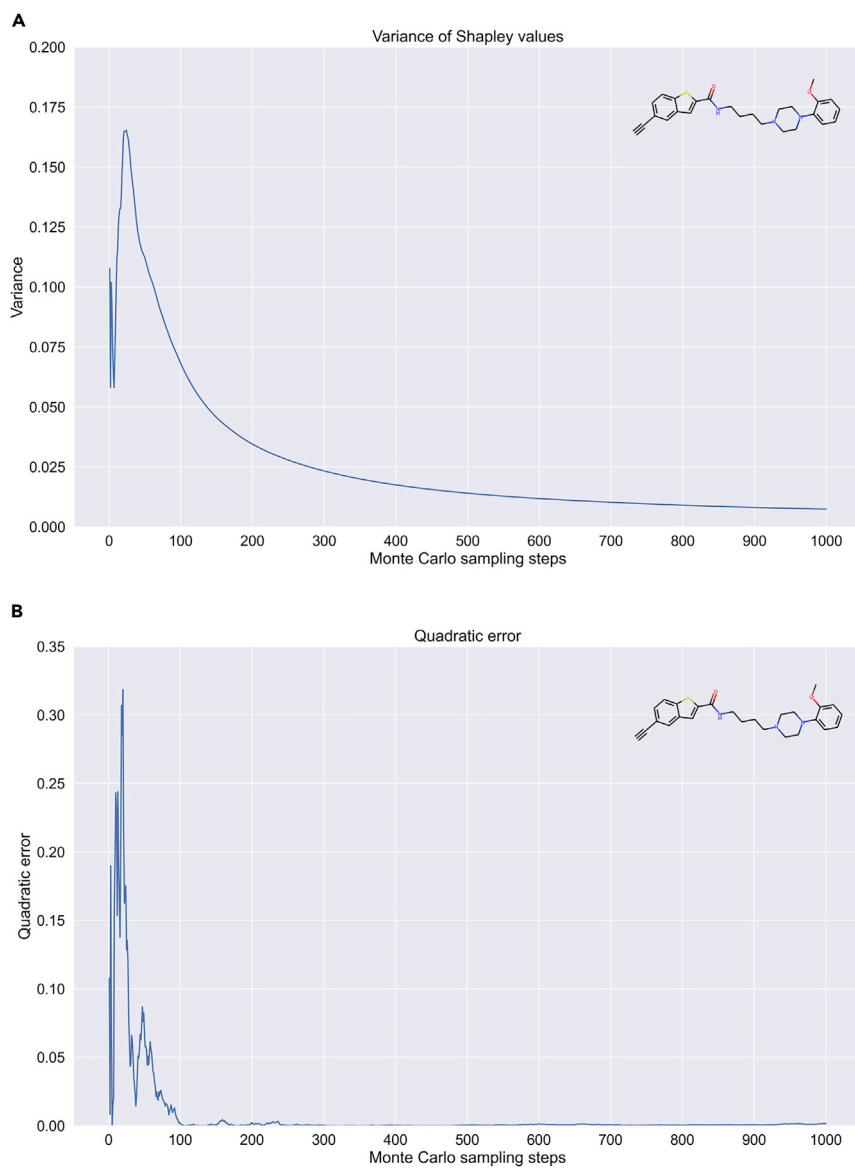 A
Variance of Shapley values
0.200
0.175
0.150
0.125
0.100
0.075
0.050
0.025
0.000
Variance
S
O
N
H
N
N
O
0 100 200 300 400 500 600 700 800 900 1000
Monte Carlo sampling steps
B
Quadratic error
0.35
0.30
0.25
0.20
0.15
0.10
0.05
0.00
Quadratic error
S
O
N
H
N
N
O
0 100 200 300 400 500 600 700 800 900 1000
Monte Carlo sampling steps